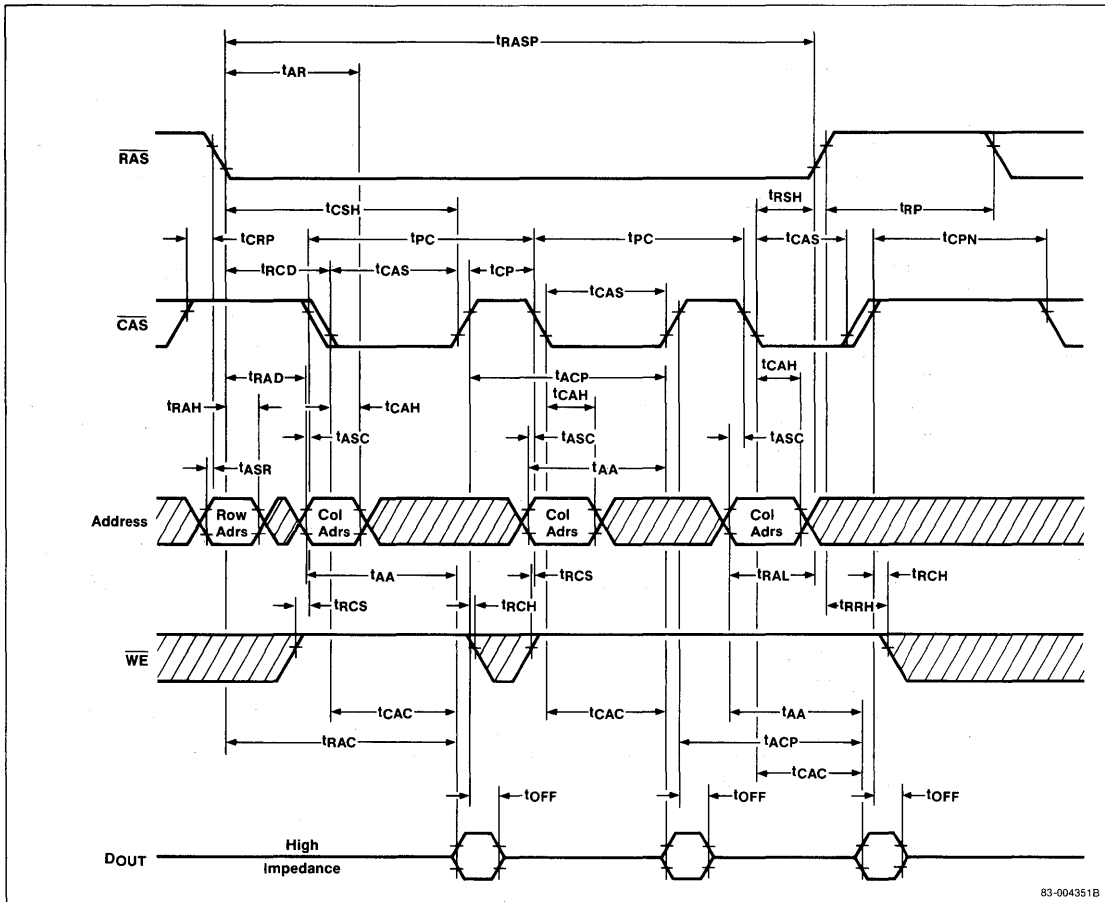 tRASP
tAR
RAS
tCSH
tRSH
tRP
tCRP
tPC
tPC
tCAS
tCPN
tRCD
tCAS
tCP
tCAS
CAS
tRAD
tACP
tCAH
tRAH
tCAH
tCAH
tASC
tASC
tASC
tASR
tAA
Address
Row Adrs
Col Adrs
Col Adrs
Col Adrs
tAA
tRCS
tRAL
tRCH
tRCS
tRCH
tRRH
WE
tCAC
tCAC
tAA
tRAC
tACP
tCAC
tOFF
tOFF
tOFF
DOUT
High Impedance
83-004351B